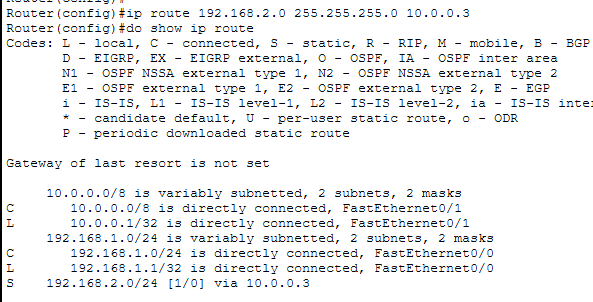 Router(config)#
Router(config)#ip route 192.168.2.0 255.255.255.0 10.0.0.3
Router(config)#do show ip route
Codes: L - local, C - connected, S - static, R - RIP, M - mobile, B - BGP
       D - EIGRP, EX - EIGRP external, O - OSPF, IA - OSPF inter area
       N1 - OSPF NSSA external type 1, N2 - OSPF NSSA external type 2
       E1 - OSPF external type 1, E2 - OSPF external type 2, E - EGP
       i - IS-IS, L1 - IS-IS level-1, L2 - IS-IS level-2, ia - IS-IS inte
       * - candidate default, U - per-user static route, o - ODR
       P - periodic downloaded static route

Gateway of last resort is not set

     10.0.0.0/8 is variably subnetted, 2 subnets, 2 masks
C       10.0.0.0/8 is directly connected, FastEthernet0/1
L       10.0.0.1/32 is directly connected, FastEthernet0/1
     192.168.1.0/24 is variably subnetted, 2 subnets, 2 masks
C       192.168.1.0/24 is directly connected, FastEthernet0/0
L       192.168.1.1/32 is directly connected, FastEthernet0/0
S    192.168.2.0/24 [1/0] via 10.0.0.3